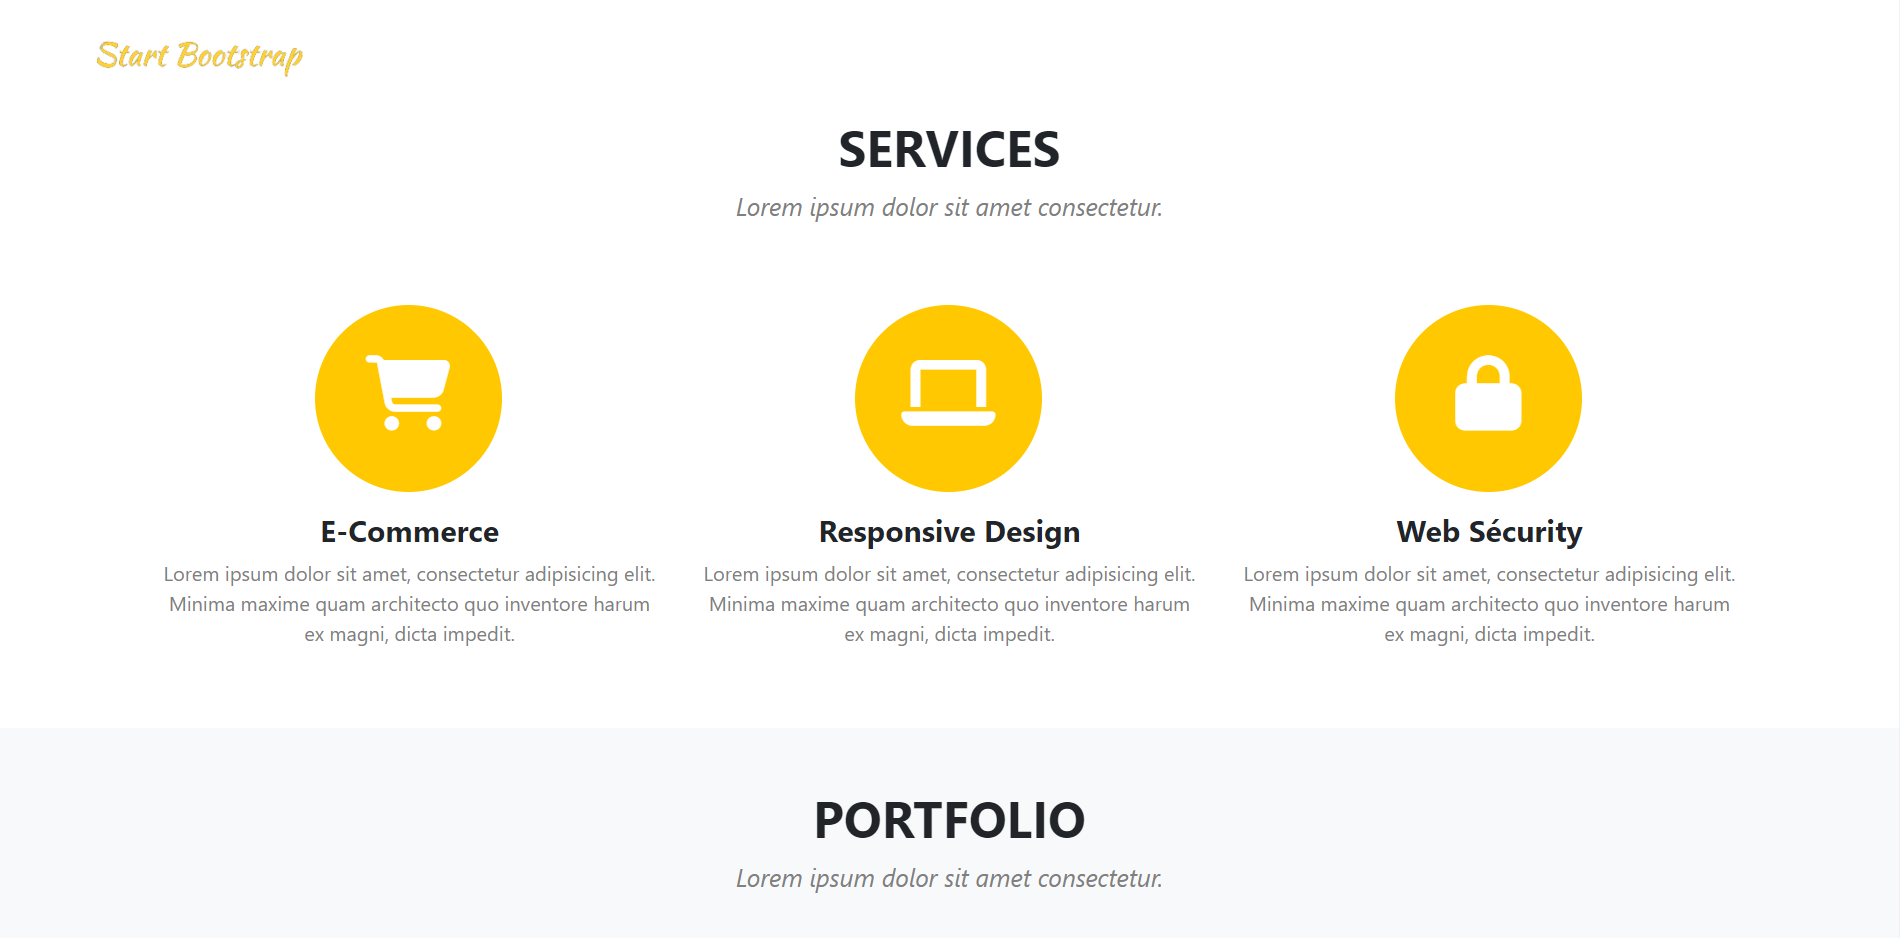 Start Bootstrap
SERVICES
Lorem ipsum dolor sit amet consectetur.
E-Commerce
Lorem ipsum dolor sit amet, consectetur adipisicing elit.
Minima maxime quam architecto quo inventore harum
ex magni, dicta impedit.
Responsive Design
Lorem ipsum dolor sit amet, consectetur adipisicing elit.
Minima maxime quam architecto quo inventore harum
ex magni, dicta impedit.
Web Sécurity
Lorem ipsum dolor sit amet, consectetur adipisicing elit.
Minima maxime quam architecto quo inventore harum
ex magni, dicta impedit.
PORTFOLIO
Lorem ipsum dolor sit amet consectetur.